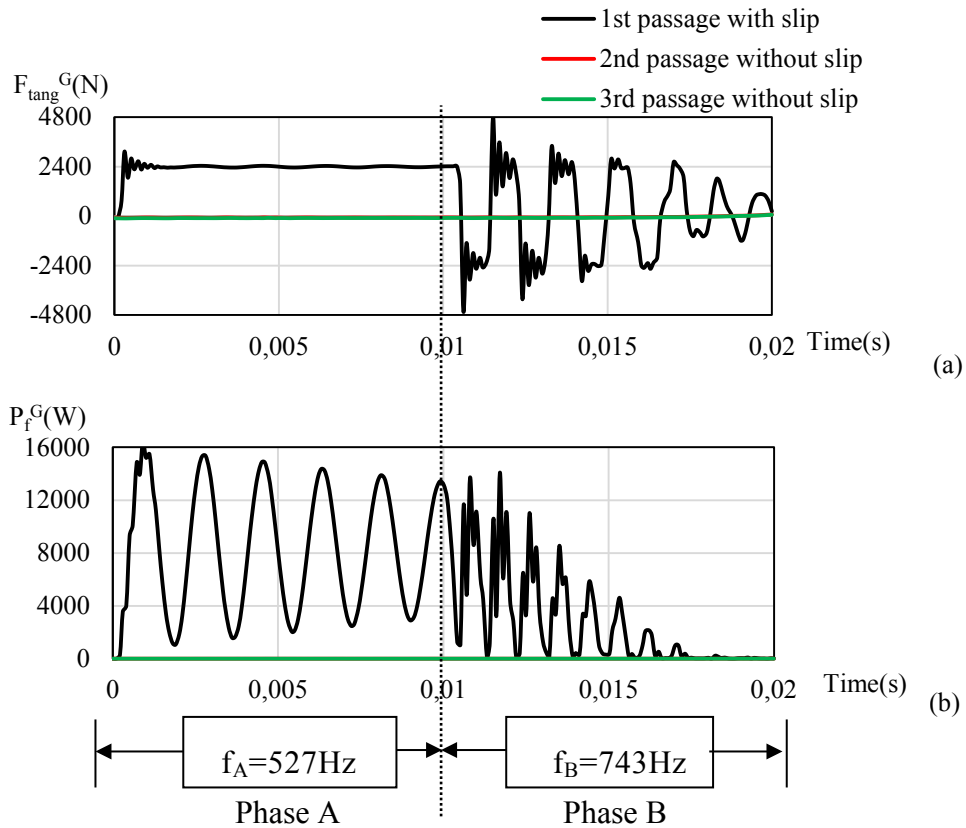 1st passage with slip
2nd passage without slip
3rd passage without slip
F_tang^G(N)
4800
2400
0
-2400
-4800
0 0,005 0,01 0,015 0,02 Time(s)
(a)
P_f^G(W)
16000
12000
8000
4000
0
0 0,005 0,01 0,015 0,02 Time(s)
(b)
f_A=527Hz f_B=743Hz
Phase A Phase B